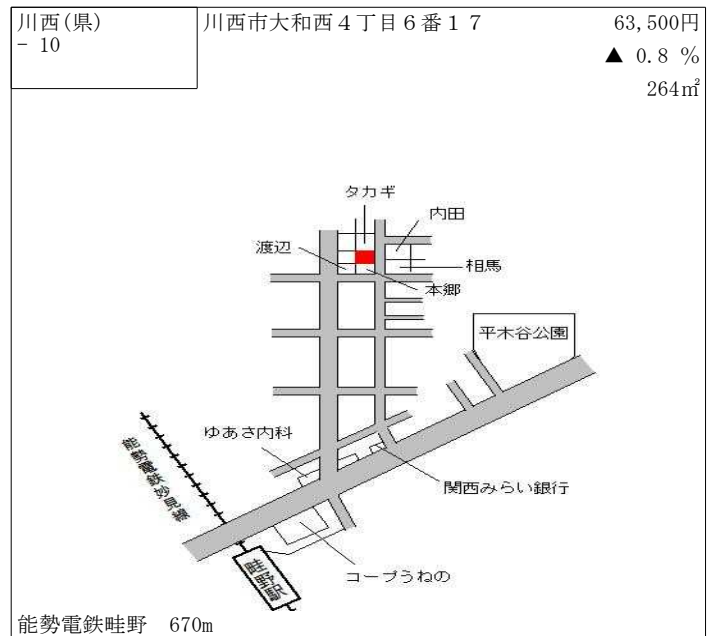 川西(県)
- 10
川西市大和西４丁目６番１７
63,500円
▲ 0.8 %
264㎡
タカギ
内田
渡辺
相馬
本郷
平木谷公園
ゆあさ内科
能勢電鉄妙見線
関西みらい銀行
コープうねの
畦野駅
能勢電鉄畦野　670m